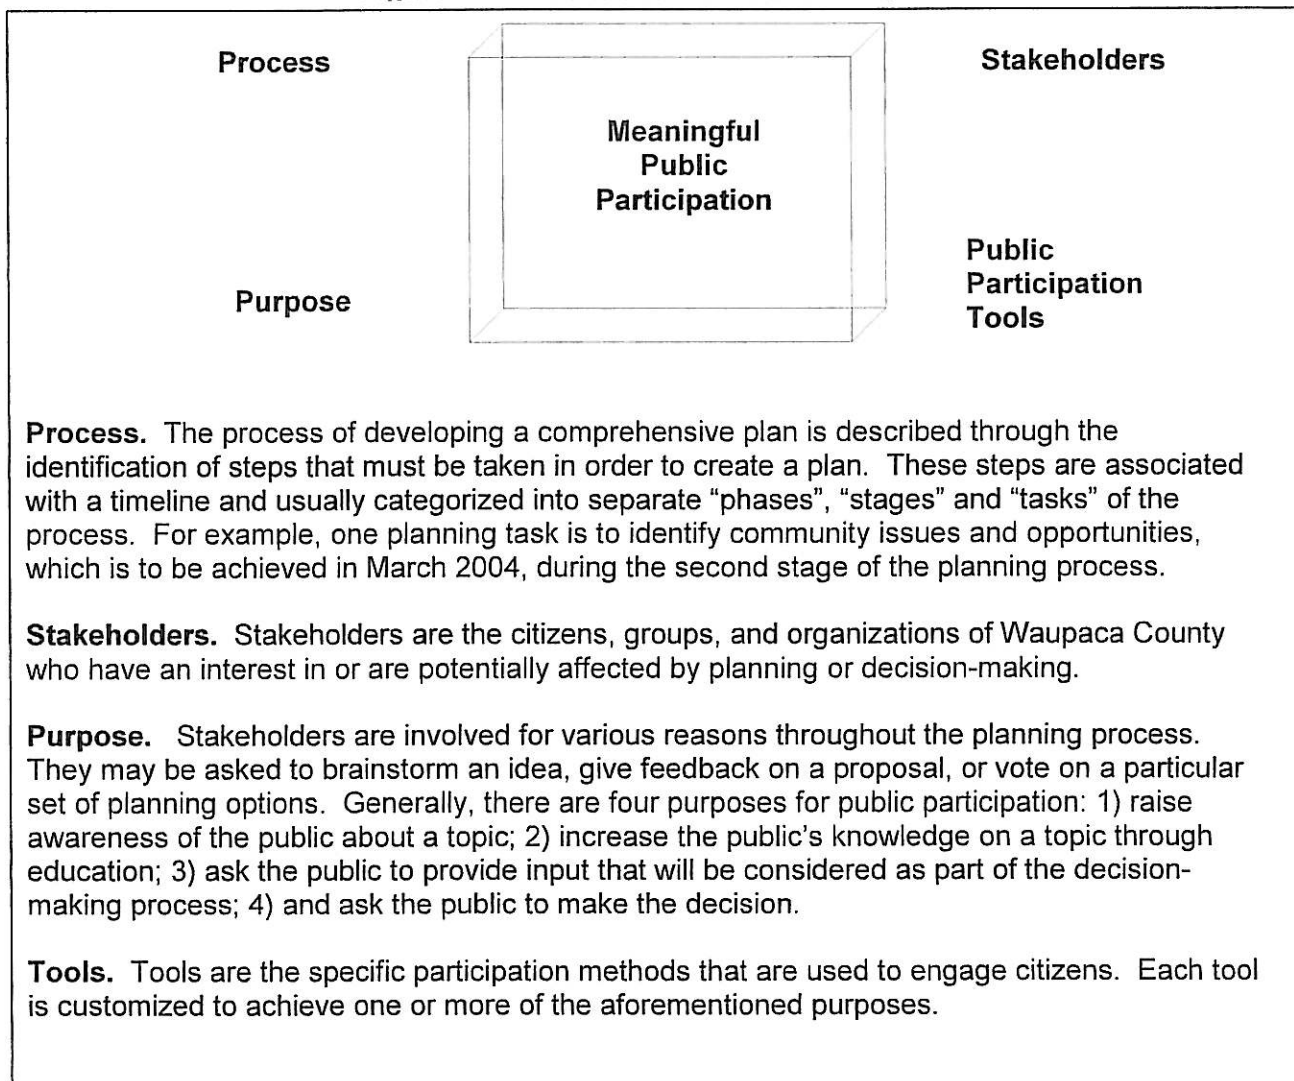 Process
Stakeholders
Meaningful
Public
Participation
Public
Participation
Tools
Purpose
Process. The process of developing a comprehensive plan is described through the
identification of steps that must be taken in order to create a plan. These steps are associated
with a timeline and usually categorized into separate “phases”, “stages” and “tasks” of the
process. For example, one planning task is to identify community issues and opportunities,
which is to be achieved in March 2004, during the second stage of the planning process.
Stakeholders. Stakeholders are the citizens, groups, and organizations of Waupaca County
who have an interest in or are potentially affected by planning or decision-making.
Purpose. Stakeholders are involved for various reasons throughout the planning process.
They may be asked to brainstorm an idea, give feedback on a proposal, or vote on a particular
set of planning options. Generally, there are four purposes for public participation: 1) raise
awareness of the public about a topic; 2) increase the public’s knowledge on a topic through
education; 3) ask the public to provide input that will be considered as part of the decision-
making process; 4) and ask the public to make the decision.
Tools. Tools are the specific participation methods that are used to engage citizens. Each tool
is customized to achieve one or more of the aforementioned purposes.